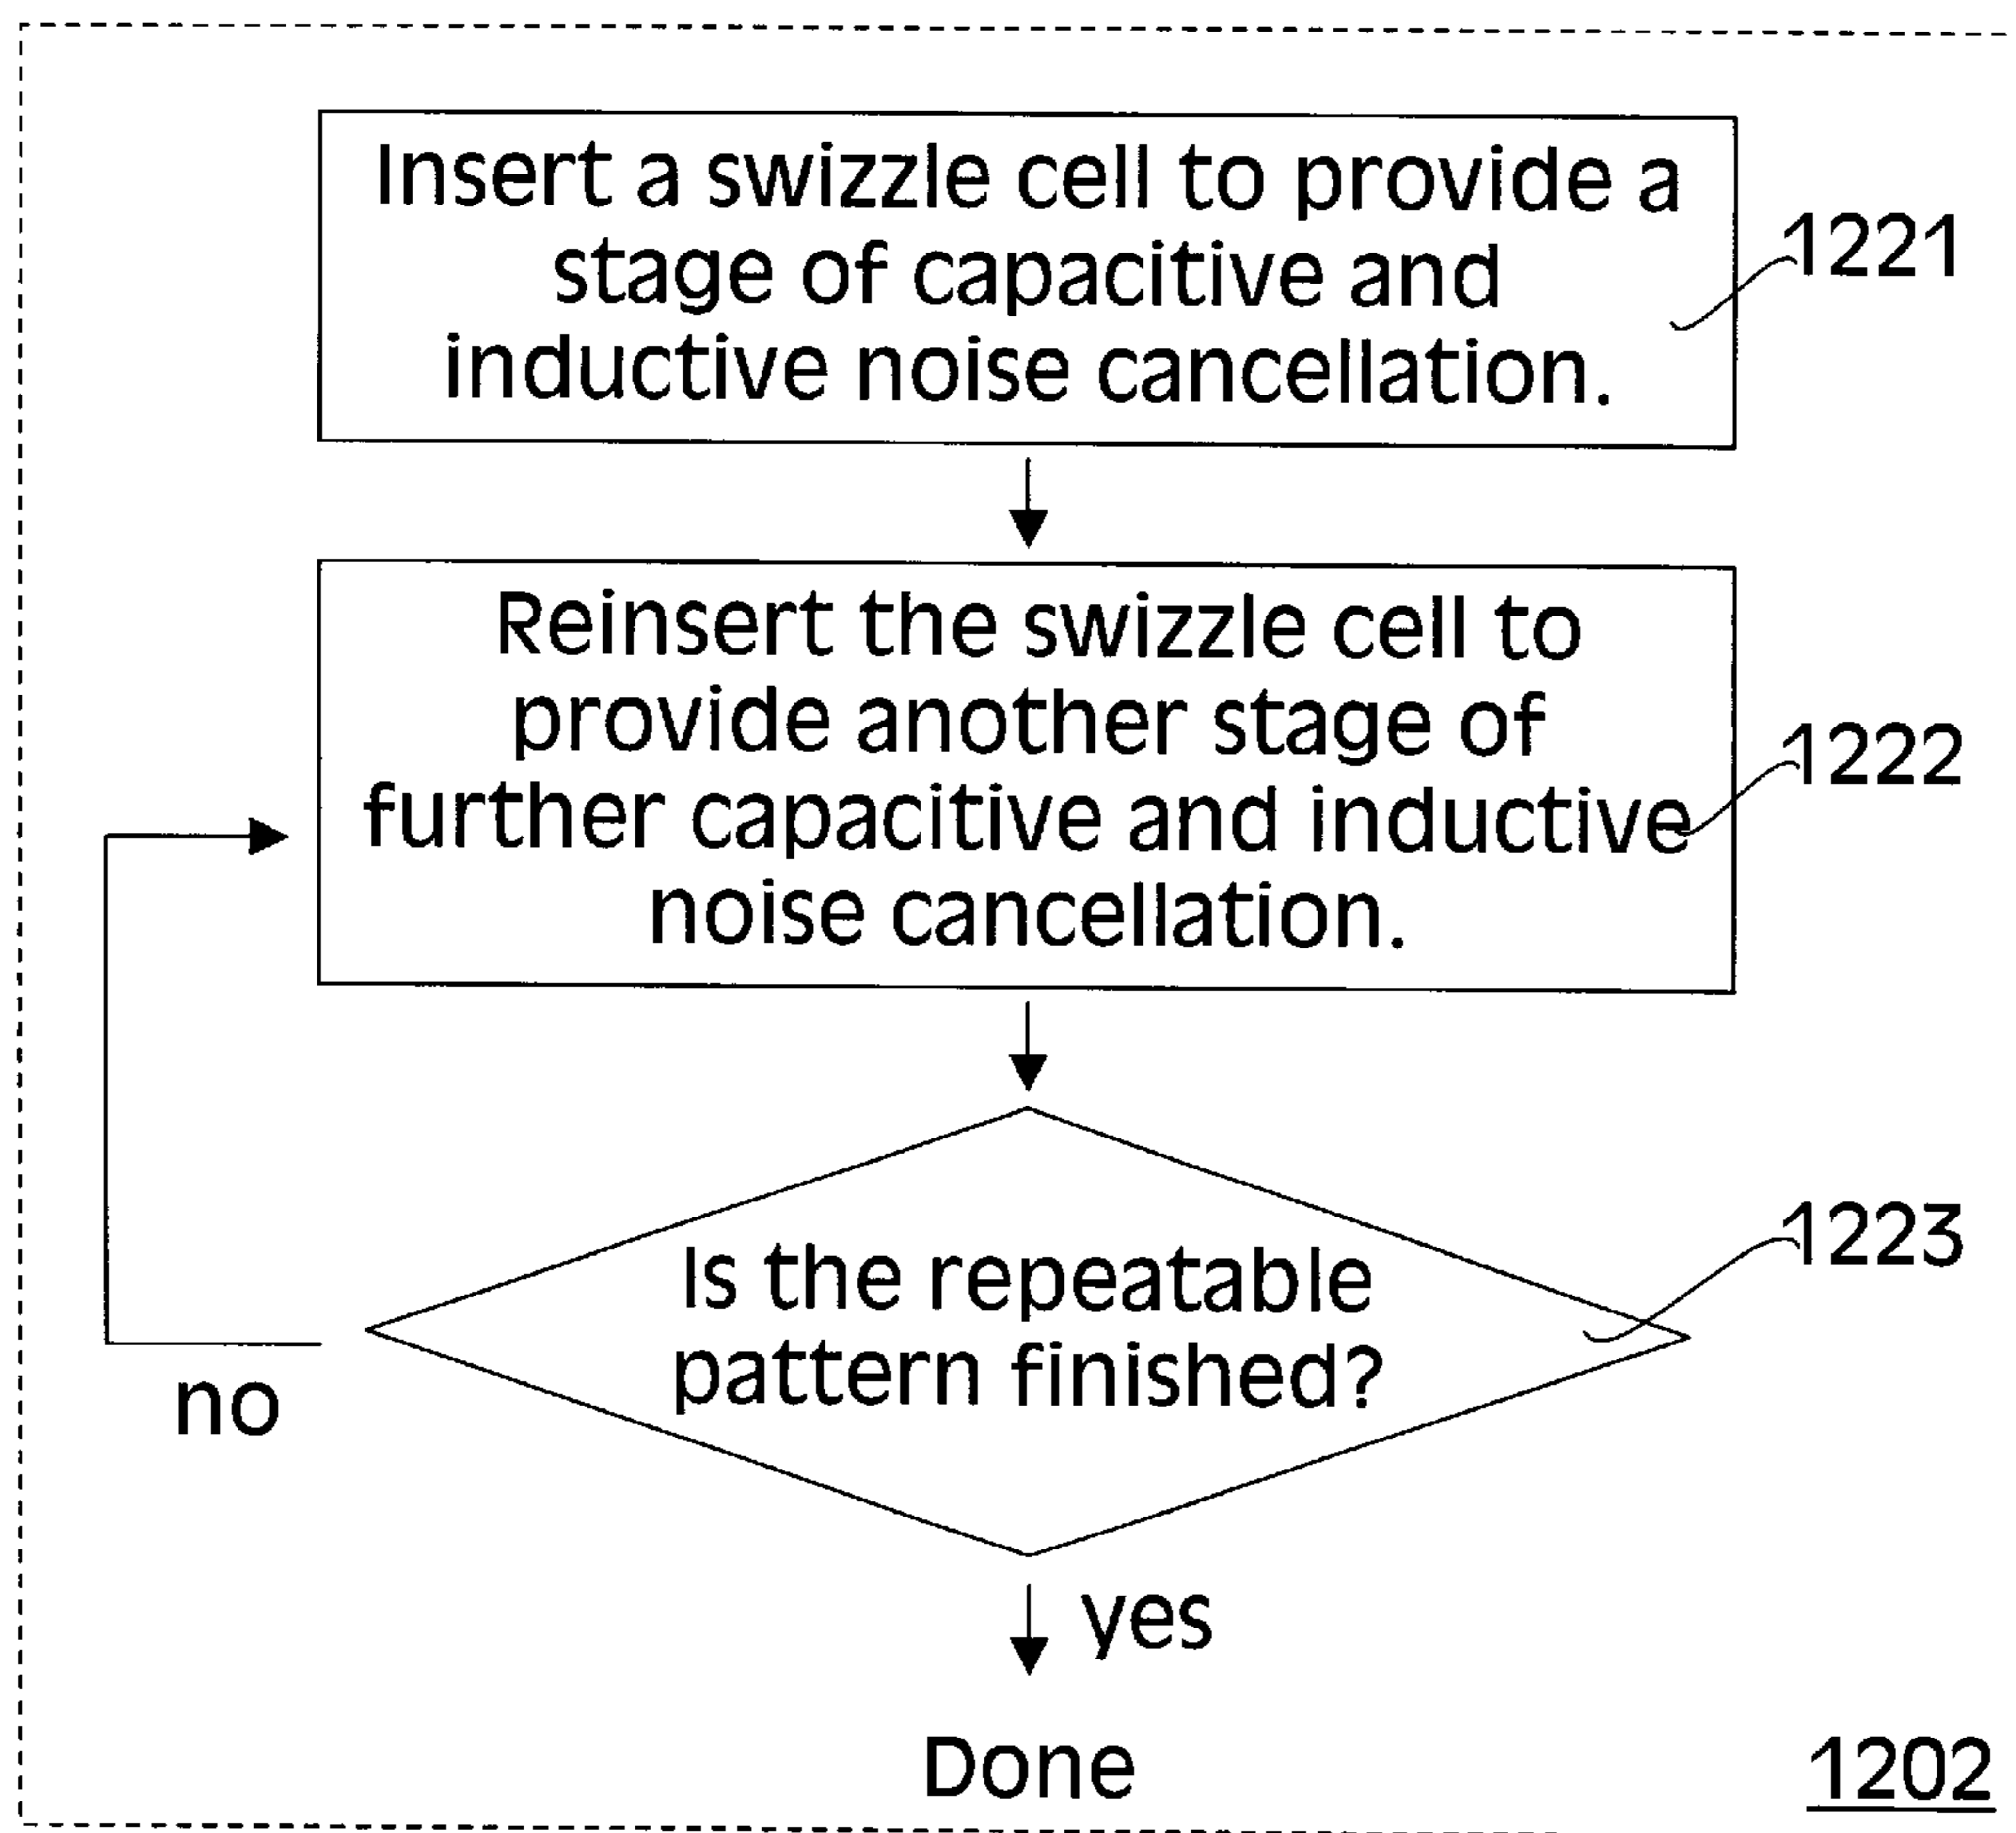 Insert a swizzle cell to provide a
stage of capacitive and
inductive noise cancellation.
1221
Reinsert the swizzle cell to
provide another stage of
further capacitive and inductive
noise cancellation.
1222
Is the repeatable
pattern finished?
1223
no
yes
Done
1202